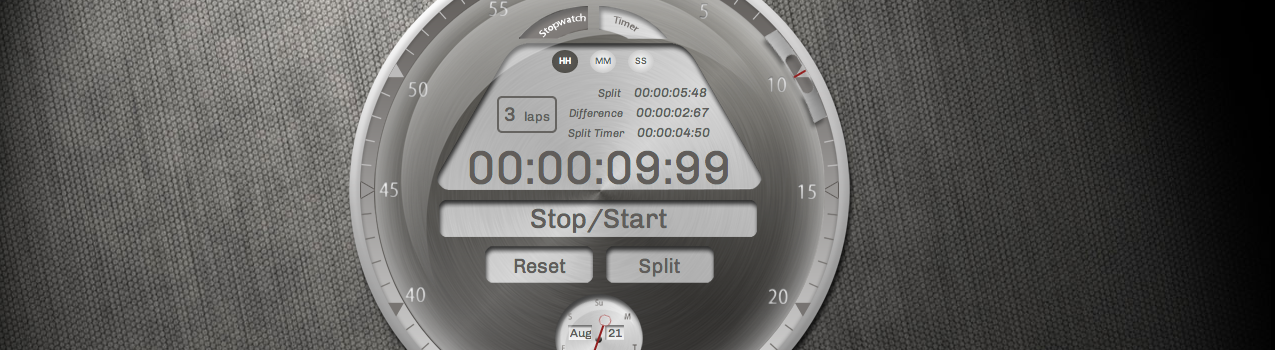 55
5
Stopwatch
Timer
HH MM SS
50
10
Split 00:00:05:48
3 laps
Difference 00:00:02:67
Split Timer 00:00:04:50
00:00:09:99
45
15
Stop/Start
Reset Split
40
20
Su
S M
Aug 21
F T